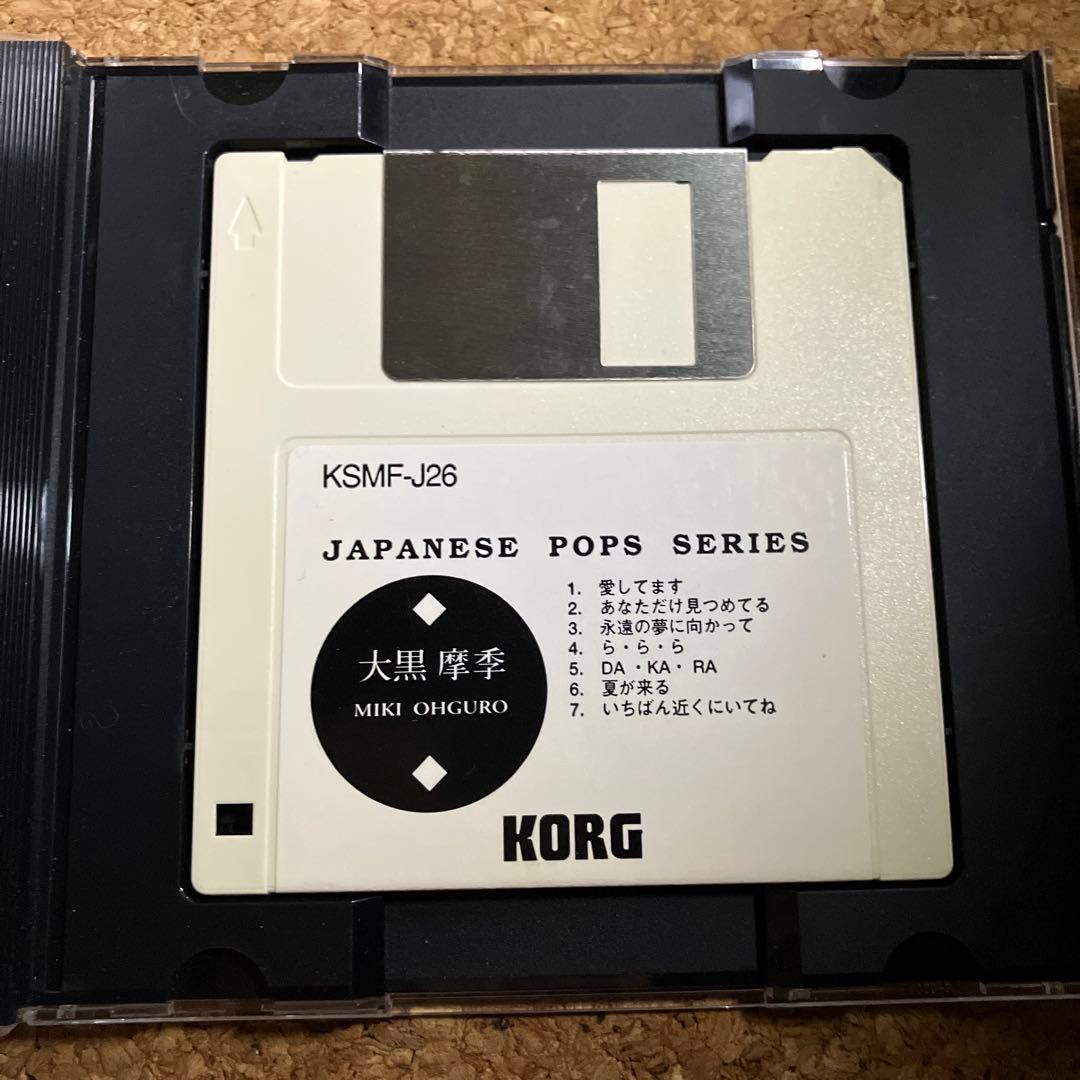 KSMF-J26
JAPANESE POPS SERIES
大黒 摩季
MIKI OHGURO
1. 愛してます
2. あなただけ見つめてる
3. 永遠の夢に向かって
4. ら・ら・ら
5. DA・KA・RA
6. 夏が来る
7. いちばん近くにいてね
KORG